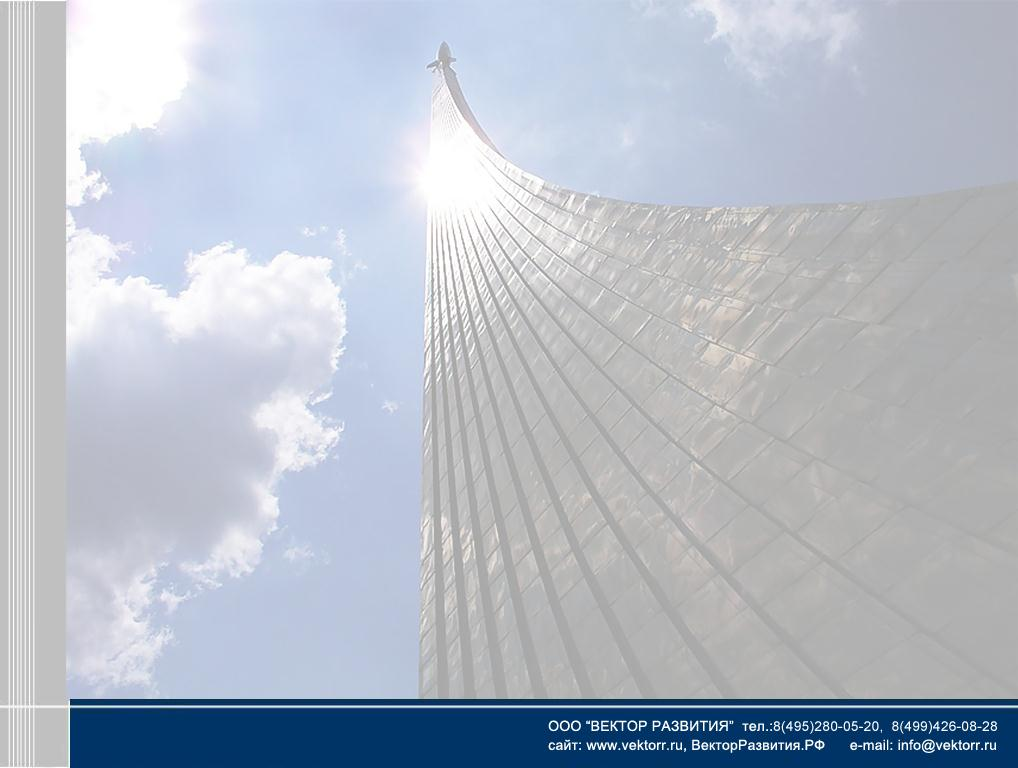 ООО “ВЕКТОР РАЗВИТИЯ” тел.:8(495)280-05-20, 8(499)426-08-28
сайт: www.vektorr.ru, ВекторРазвития.РФ e-mail: info@vektorr.ru